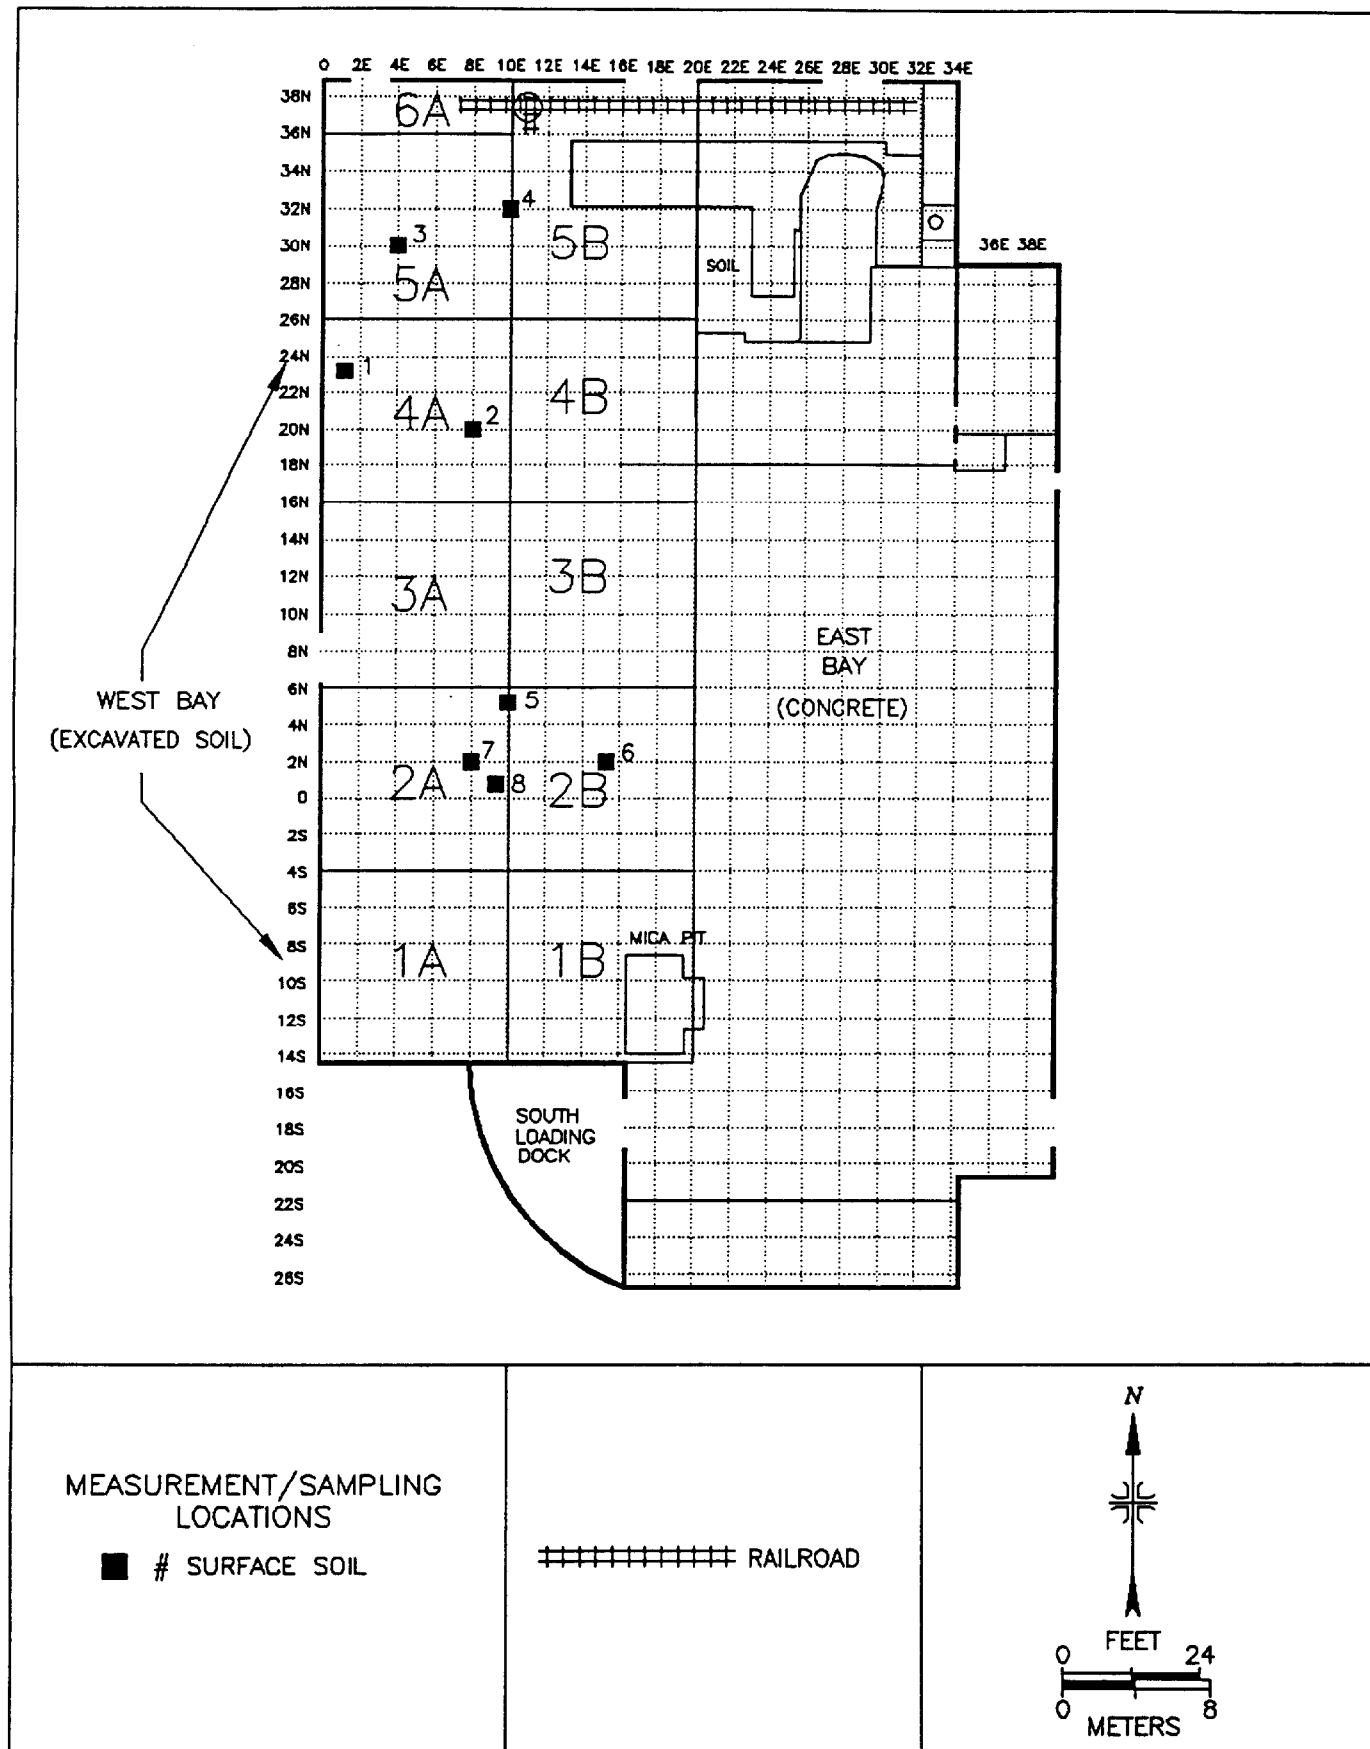 0 2E 4E 6E 8E 10E 12E 14E 16E 18E 20E 22E 24E 26E 28E 30E 32E 34E
38N
6A
36N
34N
4
32N
3
5B
30N
36E 38E
SOIL
5A
28N
26N
24N
1
22N
4A
4B
2
20N
18N
16N
14N
12N
3A
3B
10N
EAST
BAY
(CONCRETE)
8N
6N
WEST BAY
(EXCAVATED SOIL)
5
4N
7
6
2N
2A
8
2B
0
2S
4S
6S
MICA PIT
8S
1A
1B
10S
12S
14S
16S
SOUTH
LOADING
DOCK
18S
20S
22S
24S
26S
MEASUREMENT/SAMPLING
LOCATIONS
# SURFACE SOIL
RAILROAD
N
FEET
0 24
0 8
METERS